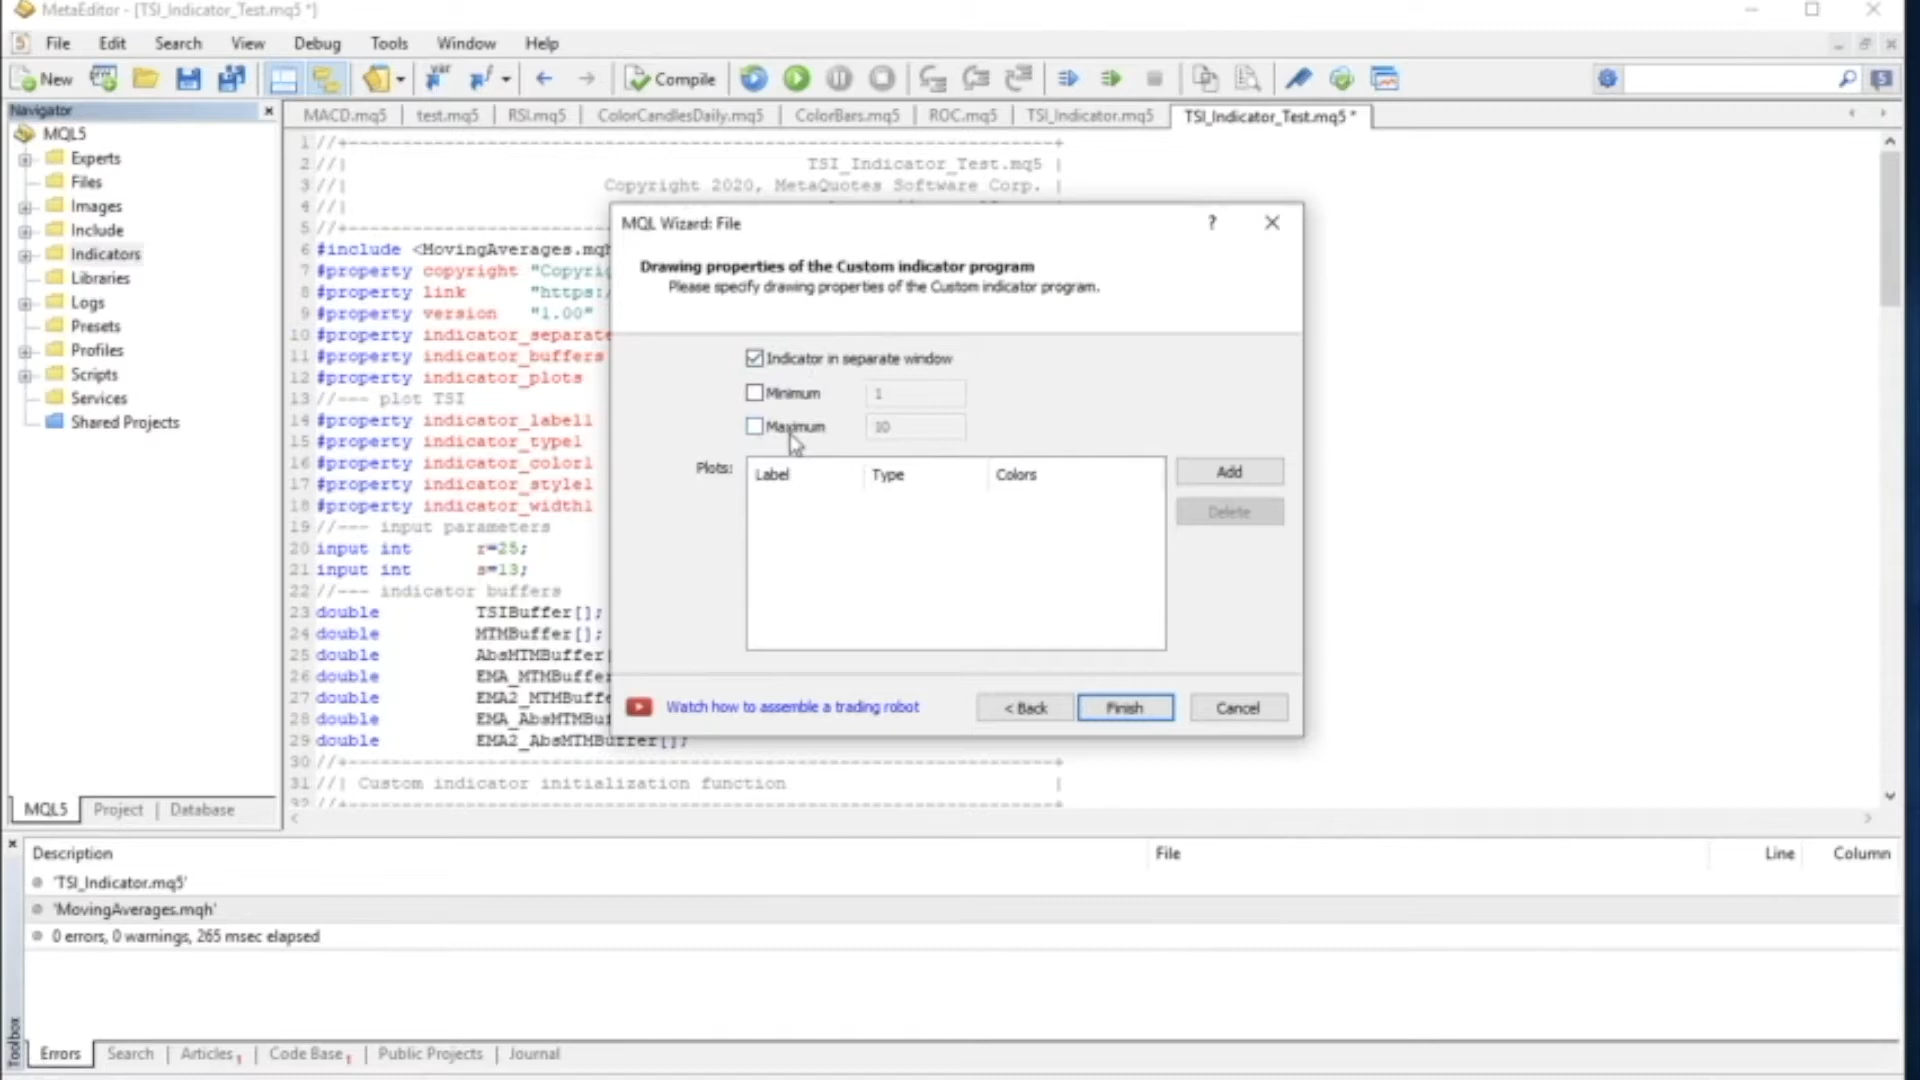 MetaEditor - [TSI_Indicator_Test.mq5 *]
File Edit Search View Debug Tools Window Help
New Compile
Navigator
MACD.mq5 test.mq5 RSI.mq5 ColorCandlesDaily.mq5 ColorBars.mq5 ROC.mq5 TSI_Indicator.mq5 TSI_Indicator_Test.mq5 *
MQL5
Experts
Files
Images
Include
Indicators
Libraries
Logs
Presets
Profiles
Scripts
Services
Shared Projects
MQL5 Project Database
1 //+------------------------------------------------------------------+
2 //| TSI_Indicator_Test.mq5 |
3 //| Copyright 2020, MetaQuotes Software Corp. |
4 //|
5 //+---
6 #include <MovingAverages.mqh
7 #property copyright "Copyri
8 #property link "https:/
9 #property version "1.00"
10 #property indicator_separate
11 #property indicator_buffers
12 #property indicator_plots
13 //--- plot TSI
14 #property indicator_label1
15 #property indicator_type1
16 #property indicator_color1
17 #property indicator_style1
18 #property indicator_width1
19 //--- input parameters
20 input int r=25;
21 input int s=13;
22 //--- indicator buffers
23 double TSIBuffer[];
24 double MTMBuffer[];
25 double AbsMTMBuffer[
26 double EMA_MTMBuffer
27 double EMA2_MTMBuffe
28 double EMA_AbsMTMBuf
29 double EMA2_AbsMTMBuffer[];
30 //+------------------------------------------------------------------+
31 //| Custom indicator initialization function |
32 //+------------------------------------------------------------------+
MQL Wizard: File ?
Drawing properties of the Custom indicator program
Please specify drawing properties of the Custom indicator program.
Indicator in separate window
Minimum 1
Maximum 10
Plots: Label Type Colors
Add
Delete
Watch how to assemble a trading robot
< Back Finish Cancel
Description File Line Column
'TSI_Indicator.mq5'
'MovingAverages.mqh'
0 errors, 0 warnings, 265 msec elapsed
Toolbox
Errors Search Articles Code Base Public Projects Journal